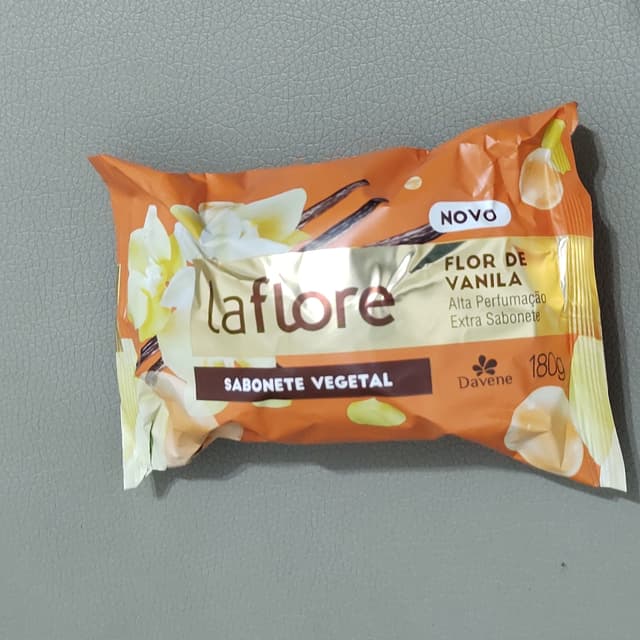 NOVO
laflore
FLOR DE
VANILA
Alta Perfumação
Extra Sabonete
SABONETE VEGETAL
Davene
180g